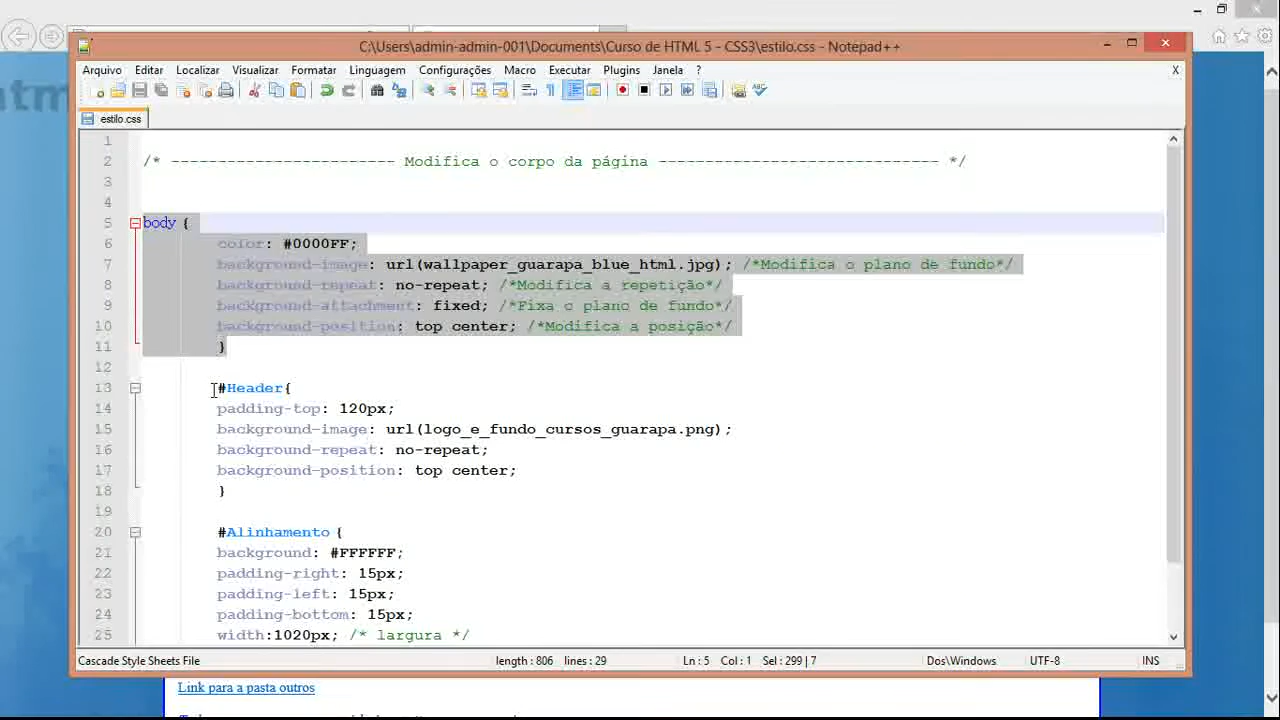 C:\Users\admin-admin-001\Documents\Curso de HTML 5 - CSS3\estilo.css - Notepad++
Arquivo Editar Localizar Visualizar Formatar Linguagem Configurações Macro Executar Plugins Janela ? X
estilo.css
1
2 /* ------------------------ Modifica o corpo da página ------------------------------ */
3
4
5 body {
6 color: #0000FF;
7 background-image: url(wallpaper_guarapa_blue_html.jpg); /*Modifica o plano de fundo*/
8 background-repeat: no-repeat; /*Modifica a repetição*/
9 background-attachment: fixed; /*Fixa o plano de fundo*/
10 background-position: top center; /*Modifica a posição*/
11 }
12
13 #Header{
14 padding-top: 120px;
15 background-image: url(logo_e_fundo_cursos_guarapa.png);
16 background-repeat: no-repeat;
17 background-position: top center;
18 }
19
20 #Alinhamento {
21 background: #FFFFFF;
22 padding-right: 15px;
23 padding-left: 15px;
24 padding-bottom: 15px;
25 width:1020px; /* largura */
Cascade Style Sheets File length : 806 lines : 29 Ln : 5 Col : 1 Sel : 299 | 7 Dos\Windows UTF-8 INS
Link para a pasta outros